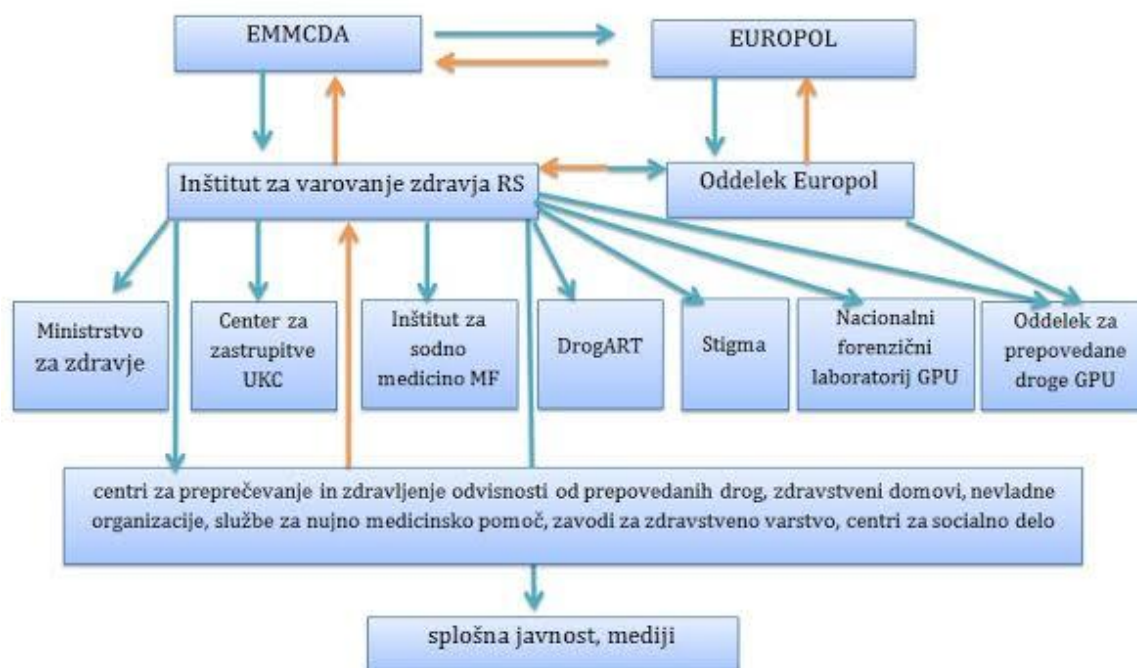 EMMCDA
EUROPOL
Inštitut za varovanje zdravja RS
Oddelek Europol
Ministrstvo
za zdravje
Center za
zastrupitve
UKC
Inštitut za
sodno
medicino MF
DrogART
Stigma
Nacionalni
forenzični
laboratorij GPU
Oddelek za
prepovedane
droge GPU
centri za preprečevanje in zdravljenje odvisnosti od prepovedanih drog, zdravstveni domovi, nevladne
organizacije, službe za nujno medicinsko pomoč, zavodi za zdravstveno varstvo, centri za socialno delo
splošna javnost, mediji